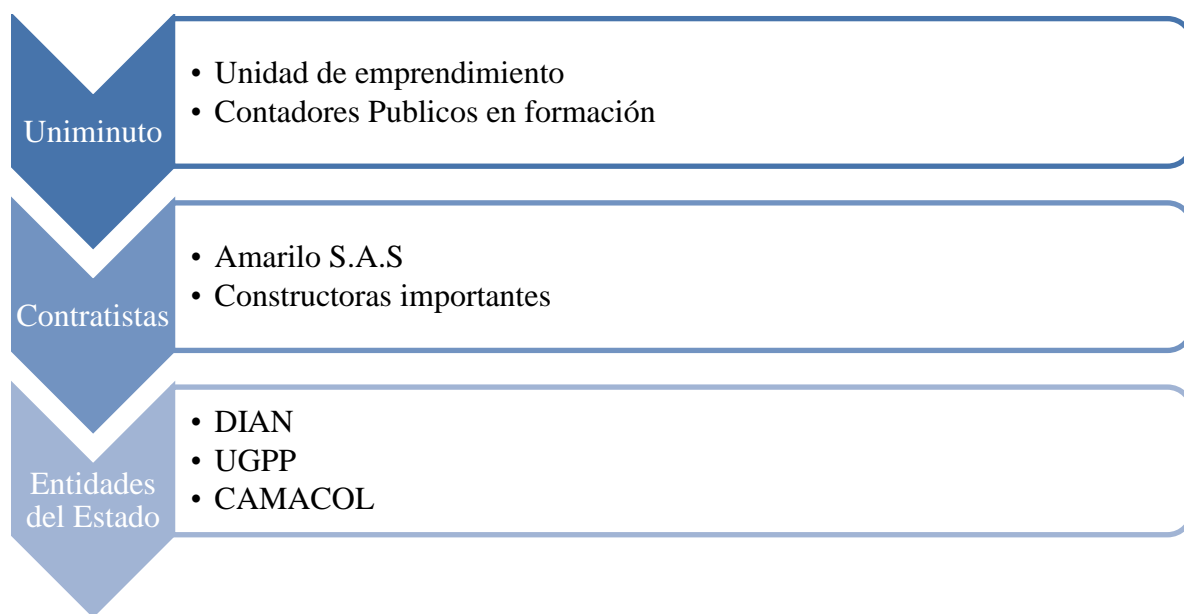 Uniminuto
• Unidad de emprendimiento
• Contadores Publicos en formación
Contratistas
• Amarilo S.A.S
• Constructoras importantes
Entidades
del Estado
• DIAN
• UGPP
• CAMACOL